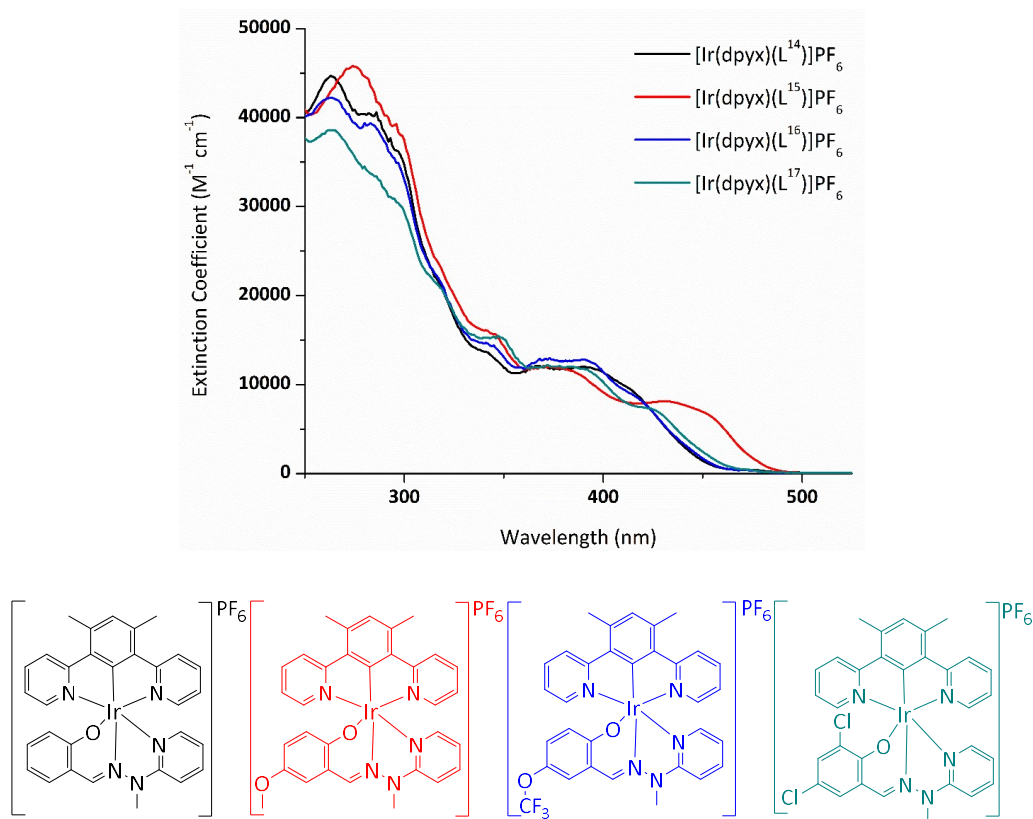 50000
40000
30000
20000
10000
0
300
400
500
Extinction Coefficient (M⁻¹ cm⁻¹)
Wavelength (nm)
[Ir(dpyx)(L¹⁴)]PF₆
[Ir(dpyx)(L¹⁵)]PF₆
[Ir(dpyx)(L¹⁶)]PF₆
[Ir(dpyx)(L¹⁷)]PF₆
PF₆
N
N
Ir
O
N
N
N
PF₆
N
N
Ir
O
N
N
N
O
PF₆
N
N
Ir
O
N
N
N
O
CF₃
PF₆
N
N
Ir
Cl
O
N
N
N
Cl